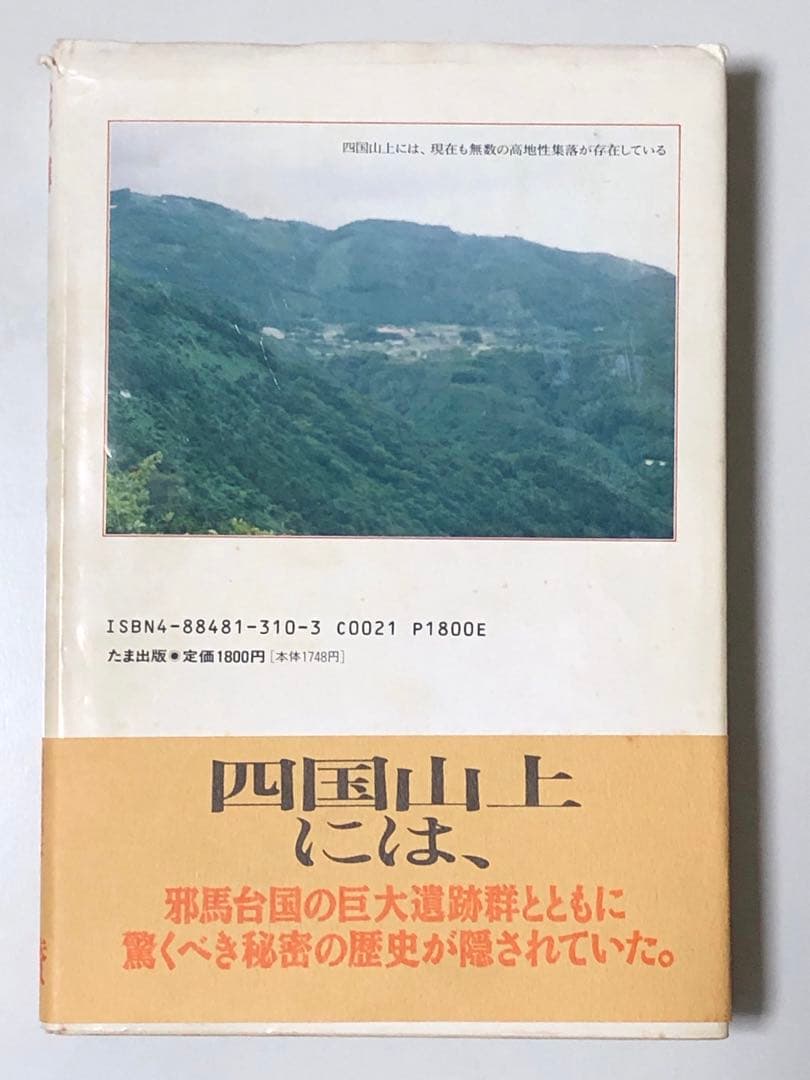 四国山上には、現在も無数の高地性集落が存在している
ISBN4-88481-310-3 C0021 P1800E
たま出版◉定価1800円[本体1748円]
四国山上
には、
邪馬台国の巨大遺跡群とともに
驚くべき秘密の歴史が隠されていた。